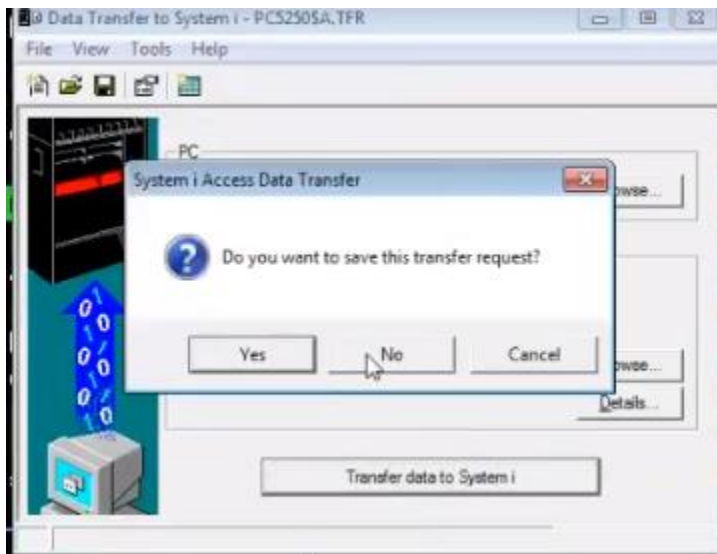 Data Transfer to System i - PC5250SA.TFR
File View Tools Help
PC
System i Access Data Transfer
owse...
Do you want to save this transfer request?
Yes No Cancel
owse...
Details...
Transfer data to System i